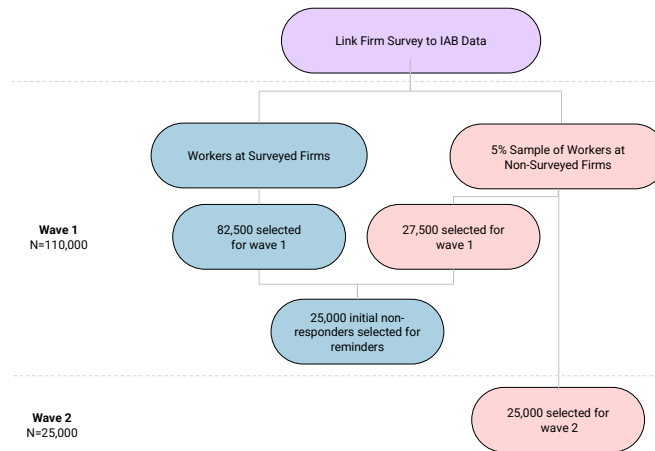 Link Firm Survey to IAB Data
Workers at Surveyed Firms
5% Sample of Workers at
Non-Surveyed Firms
Wave 1
N=110,000
82,500 selected
for wave 1
27,500 selected for
wave 1
25,000 initial non-
responders selected for
reminders
Wave 2
N=25,000
25,000 selected for
wave 2